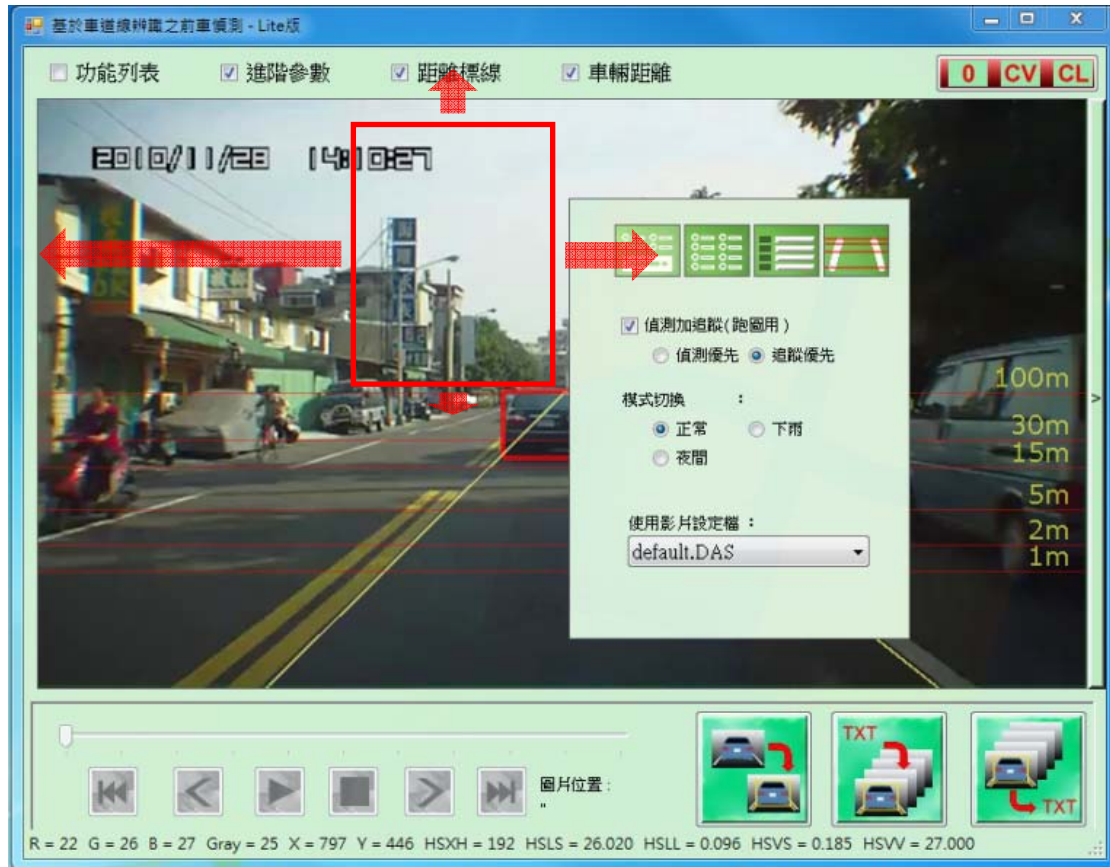 基於車道線辨識之前車偵測 - Lite版
功能列表 進階參數 距離標線 車輛距離 0 CV CL
2010/11/28 14:10:27
偵測加追蹤(跑圖用)
偵測優先 追蹤優先
模式切換 :
正常 下雨
夜間
使用影片設定檔 :
default.DAS
100m
30m
15m
5m
2m
1m
>
圖片位置 :
"
TXT
TXT
R = 22 G = 26 B = 27 Gray = 25 X = 797 Y = 446 HSXH = 192 HSLS = 26.020 HSLL = 0.096 HSVS = 0.185 HSVV = 27.000